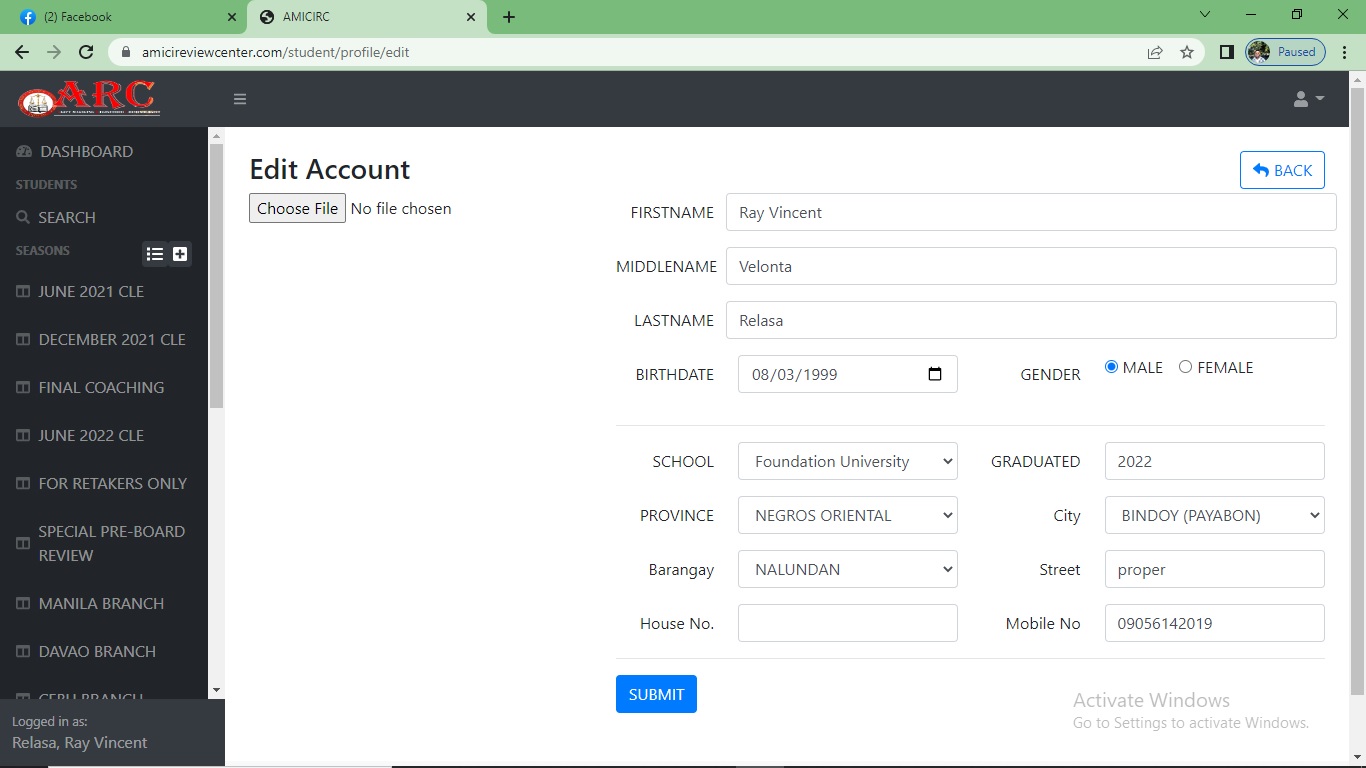 (2) Facebook
AMICIRC
amicireviewcenter.com/student/profile/edit
Paused
ARC
DASHBOARD
STUDENTS
SEARCH
SEASONS
JUNE 2021 CLE
DECEMBER 2021 CLE
FINAL COACHING
JUNE 2022 CLE
FOR RETAKERS ONLY
SPECIAL PRE-BOARD
REVIEW
MANILA BRANCH
DAVAO BRANCH
CEBU BRANCH
Logged in as:
Relasa, Ray Vincent
Edit Account
BACK
Choose File No file chosen
FIRSTNAME Ray Vincent
MIDDLENAME Velonta
LASTNAME Relasa
BIRTHDATE 08/03/1999 GENDER MALE FEMALE
SCHOOL Foundation University GRADUATED 2022
PROVINCE NEGROS ORIENTAL City BINDOY (PAYABON)
Barangay NALUNDAN Street proper
House No. Mobile No 09056142019
SUBMIT
Activate Windows
Go to Settings to activate Windows.